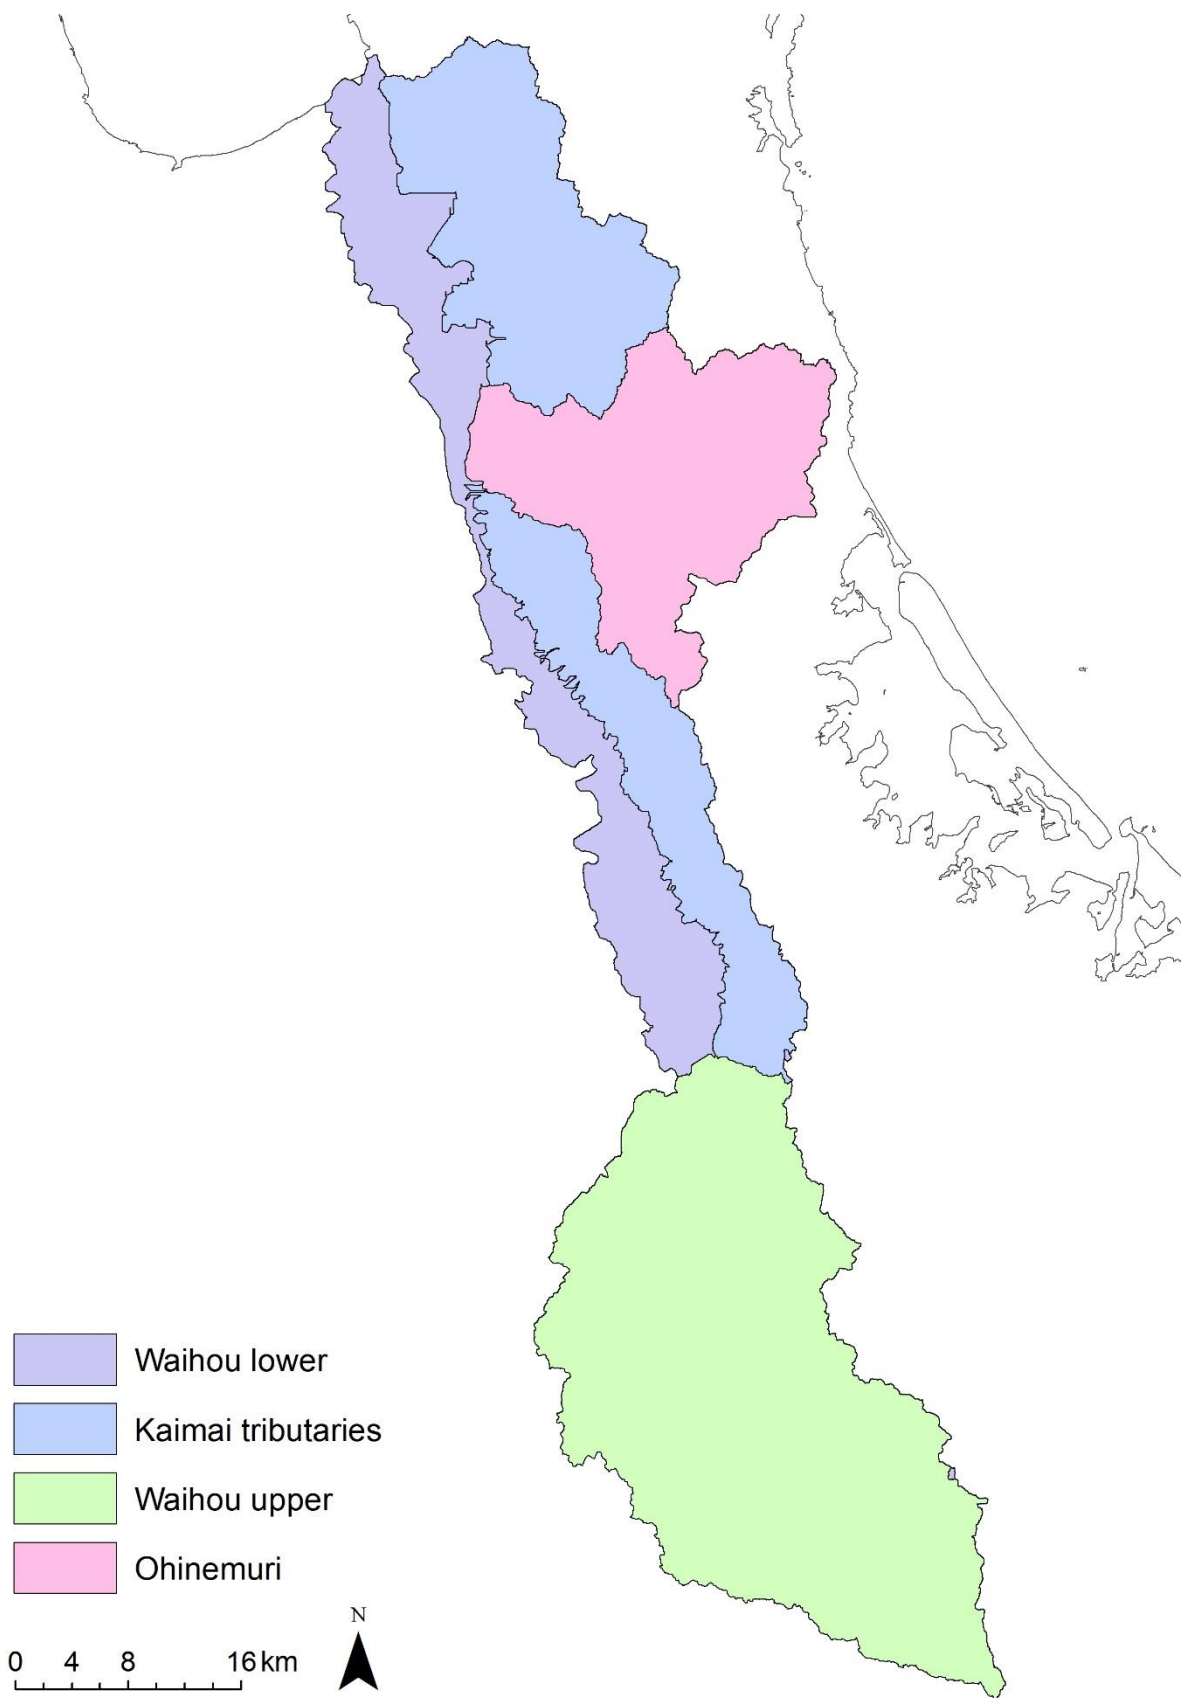 Waihou lower
Kaimai tributaries
Waihou upper
Ohinemuri
N
0 4 8 16 km